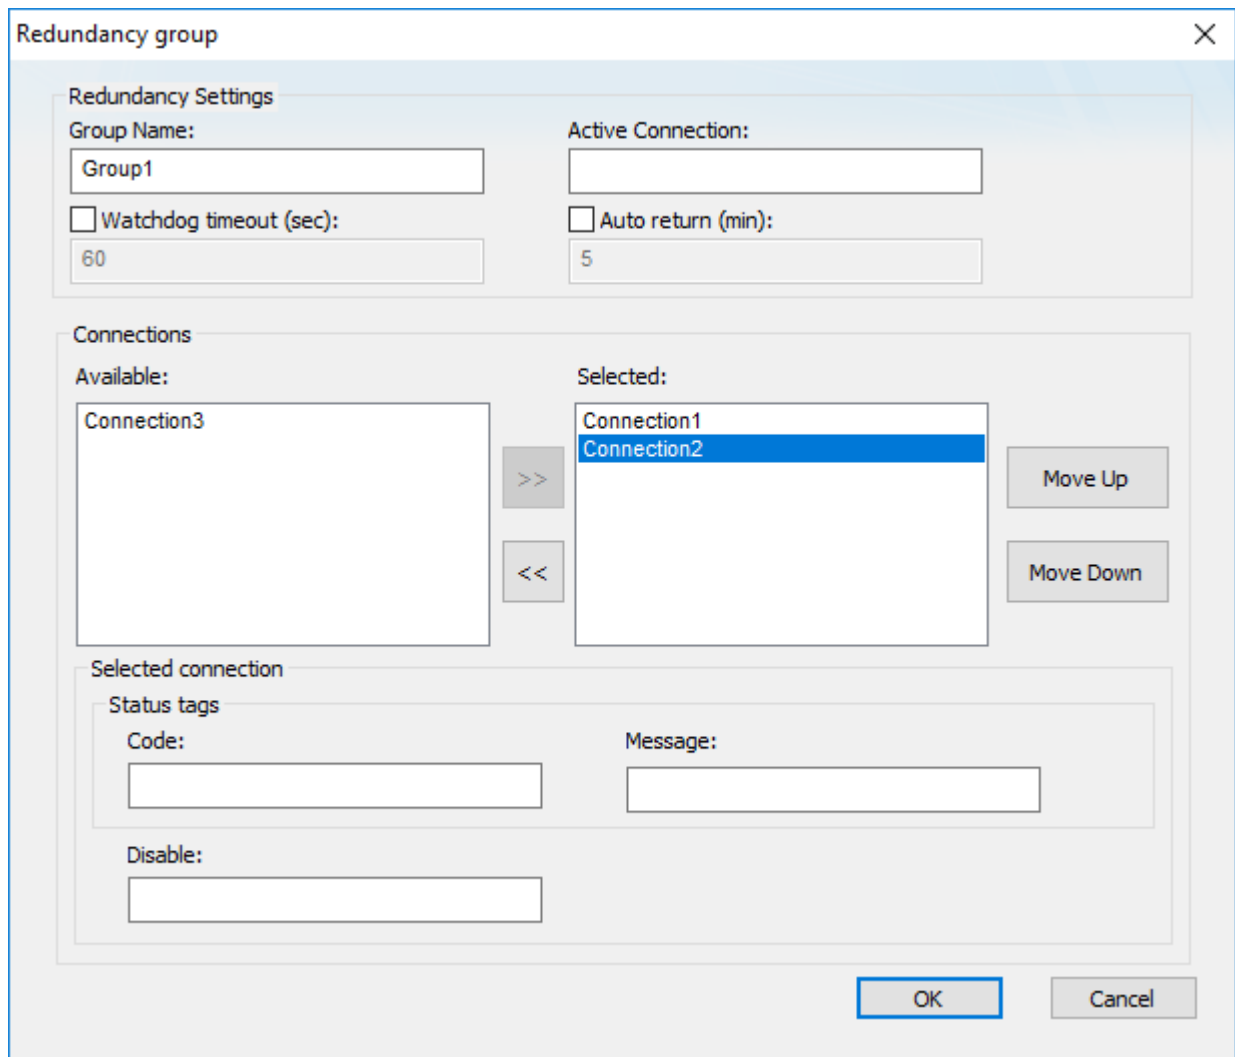 Redundancy group
Redundancy Settings
Group Name:
Active Connection:
Group1
Watchdog timeout (sec):
Auto return (min):
60
5
Connections
Available:
Selected:
Connection3
Connection1
Connection2
>>
<<
Move Up
Move Down
Selected connection
Status tags
Code:
Message:
Disable:
OK
Cancel